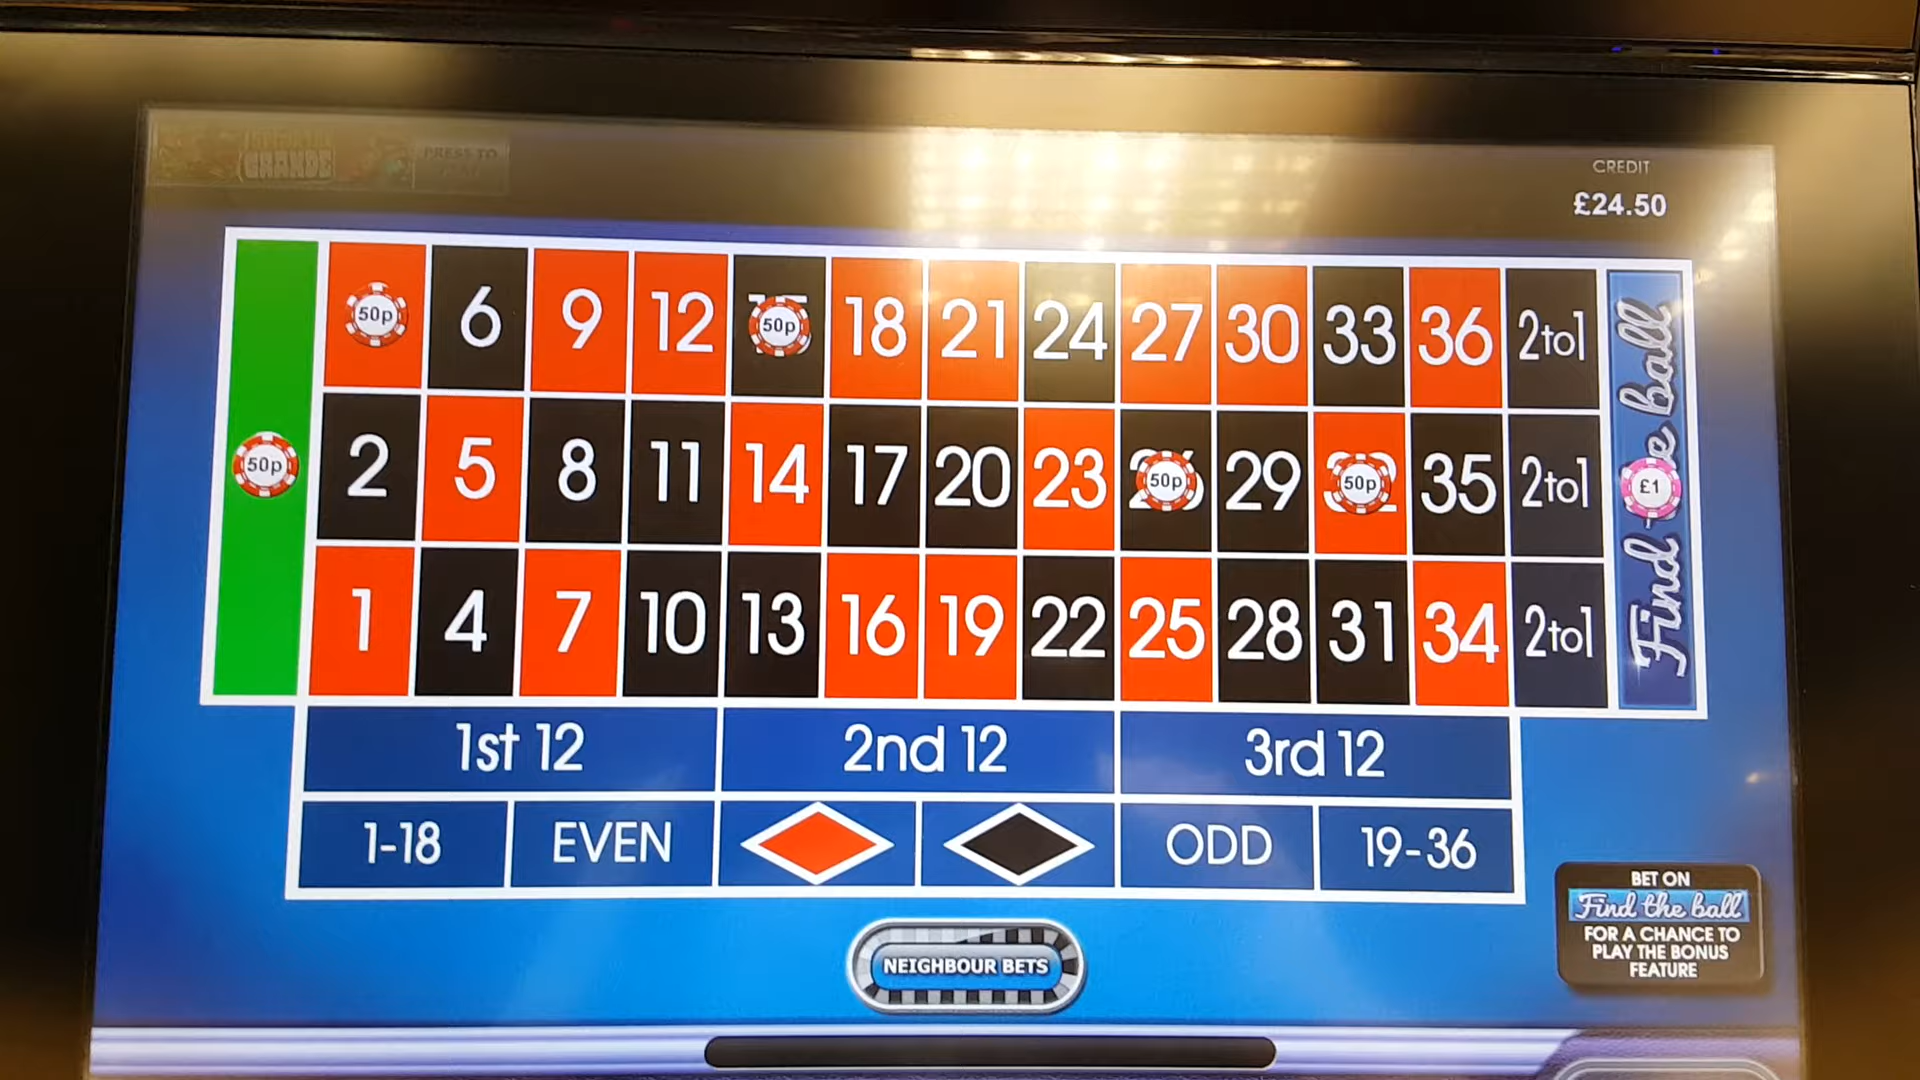 GRANDE
PRESS TO
CREDIT
£24.50
50p 6 9 12 50p 18 21 24 27 30 33 36 2to1
50p 2 5 8 11 14 17 20 23 50p 29 50p 35 2to1
1 4 7 10 13 16 19 22 25 28 31 34 2to1
Find the ball
£1
1st 12 2nd 12 3rd 12
1-18 EVEN ODD 19-36
NEIGHBOUR BETS
BET ON
Find the ball
FOR A CHANCE TO
PLAY THE BONUS
FEATURE